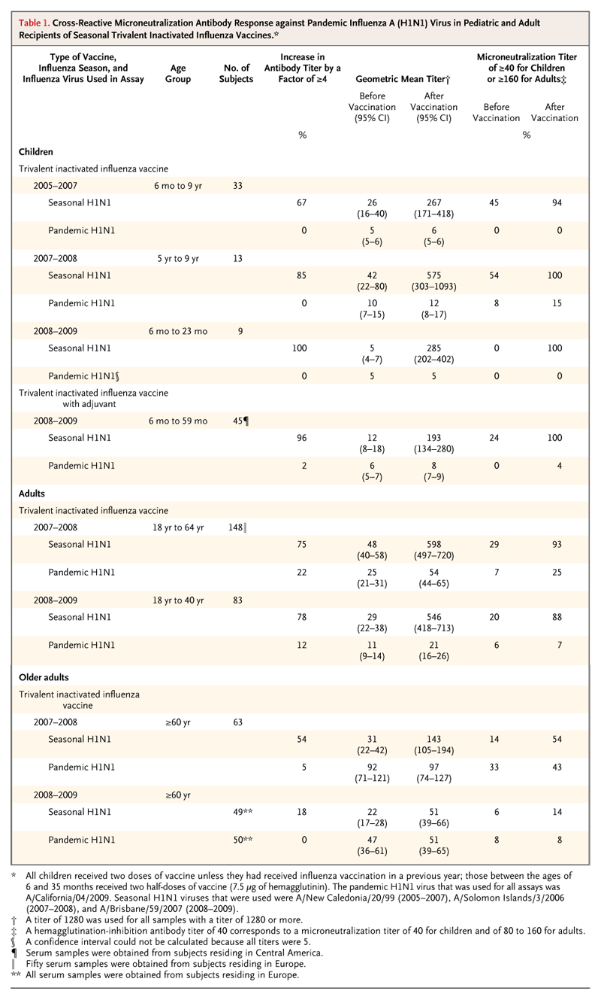 Table 1. Cross-Reactive Microneutralization Antibody Response against Pandemic Influenza A (H1N1) Virus in Pediatric and Adult
Recipients of Seasonal Trivalent Inactivated Influenza Vaccines.*
Type of Vaccine, Influenza Season, and Influenza Virus Used in Assay Age Group No. of Subjects Increase in Antibody Titer by a Factor of ≥4 Geometric Mean Titer† Microneutralization Titer of ≥40 for Children or ≥160 for Adults‡
Before Vaccination (95% CI) After Vaccination (95% CI) Before Vaccination After Vaccination
% %
Children
Trivalent inactivated influenza vaccine
2005–2007 6 mo to 9 yr 33
Seasonal H1N1 67 26 267 45 94
(16–40) (171–418)
Pandemic H1N1 0 5 6 0 0
(5–6) (5–6)
2007–2008 5 yr to 9 yr 13
Seasonal H1N1 85 42 575 54 100
(22–80) (303–1093)
Pandemic H1N1 0 10 12 8 15
(7–15) (8–17)
2008–2009 6 mo to 23 mo 9
Seasonal H1N1 100 5 285 0 100
(4–7) (202–402)
Pandemic H1N1§ 0 5 5 0 0
Trivalent inactivated influenza vaccine
with adjuvant
2008–2009 6 mo to 59 mo 45¶
Seasonal H1N1 96 12 193 24 100
(8–18) (134–280)
Pandemic H1N1 2 6 8 0 4
(5–7) (7–9)
Adults
Trivalent inactivated influenza vaccine
2007–2008 18 yr to 64 yr 148‖
Seasonal H1N1 75 48 598 29 93
(40–58) (497–720)
Pandemic H1N1 22 25 54 7 25
(21–31) (44–65)
2008–2009 18 yr to 40 yr 83
Seasonal H1N1 78 29 546 20 88
(22–38) (418–713)
Pandemic H1N1 12 11 21 6 7
(9–14) (16–26)
Older adults
Trivalent inactivated influenza
vaccine
2007–2008 ≥60 yr 63
Seasonal H1N1 54 31 143 14 54
(22–42) (105–194)
Pandemic H1N1 5 92 97 33 43
(71–121) (74–127)
2008–2009 ≥60 yr
Seasonal H1N1 49** 18 22 51 6 14
(17–28) (39–66)
Pandemic H1N1 50** 0 47 51 8 8
(36–61) (39–65)
* All children received two doses of vaccine unless they had received influenza vaccination in a previous year; those between the ages of
6 and 35 months received two half-doses of vaccine (7.5 μg of hemagglutinin). The pandemic H1N1 virus that was used for all assays was
A/California/04/2009. Seasonal H1N1 viruses that were used were A/New Caledonia/20/99 (2005–2007), A/Solomon Islands/3/2006
(2007–2008), and A/Brisbane/59/2007 (2008–2009).
† A titer of 1280 was used for all samples with a titer of 1280 or more.
‡ A hemagglutination-inhibition antibody titer of 40 corresponds to a microneutralization titer of 40 for children and of 80 to 160 for adults.
§ A confidence interval could not be calculated because all titers were 5.
¶ Serum samples were obtained from subjects residing in Central America.
‖ Fifty serum samples were obtained from subjects residing in Europe.
** All serum samples were obtained from subjects residing in Europe.